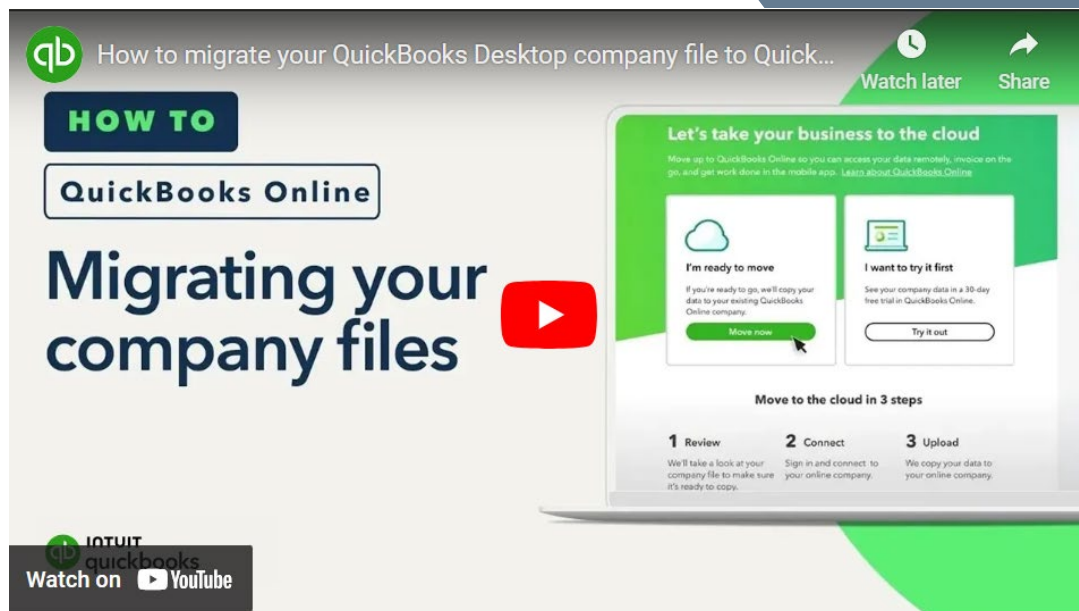 qb How to migrate your QuickBooks Desktop company file to Quick...
Watch later
Share
HOW TO
QuickBooks Online
Migrating your
company files
Let's take your business to the cloud
Move up to QuickBooks Online so you can access your data remotely, invoice on the
go, and get work done in the mobile app. Learn about QuickBooks Online
I'm ready to move
If you're ready to go, we'll copy your
data to your existing QuickBooks
Online company.
Move now
I want to try it first
See your company data in a 30-day
free trial in QuickBooks Online.
Try it out
Move to the cloud in 3 steps
1 Review
We'll take a look at your
company file to make sure
it's ready to copy.
2 Connect
Sign in and connect to
your online company.
3 Upload
We copy your data to
your online company.
qb INTUIT
quickbooks
Watch on YouTube